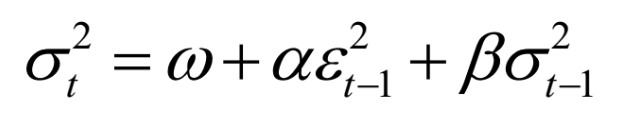 σ_t^2 = ω + αε_{t−1}^2 + βσ_{t−1}^2